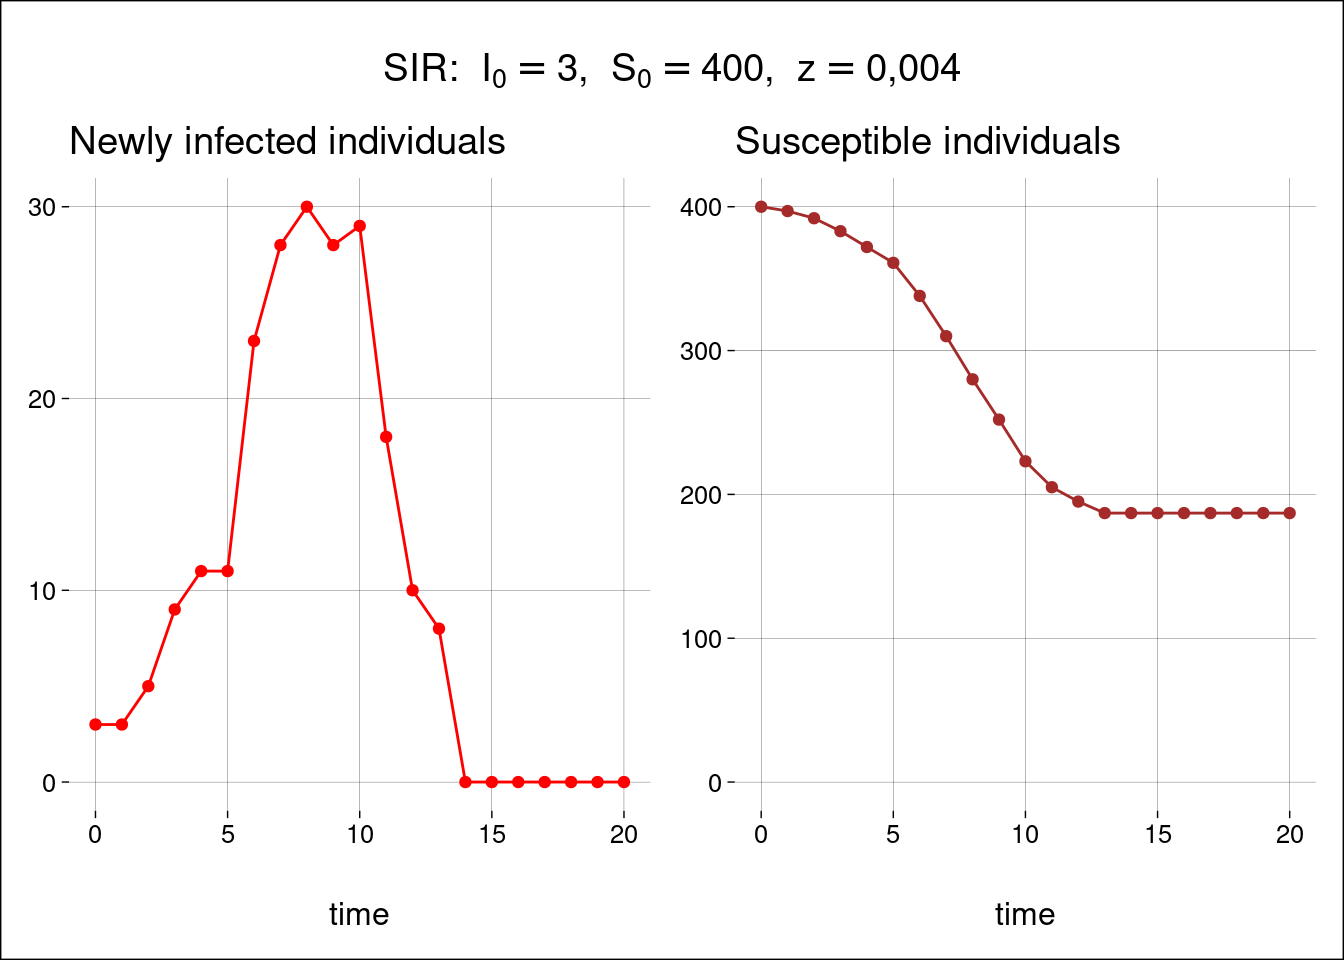 SIR: I₀ = 3, S₀ = 400, z = 0,004
Newly infected individuals
30
20
10
0
0 5 10 15 20
time
Susceptible individuals
400
300
200
100
0
0 5 10 15 20
time